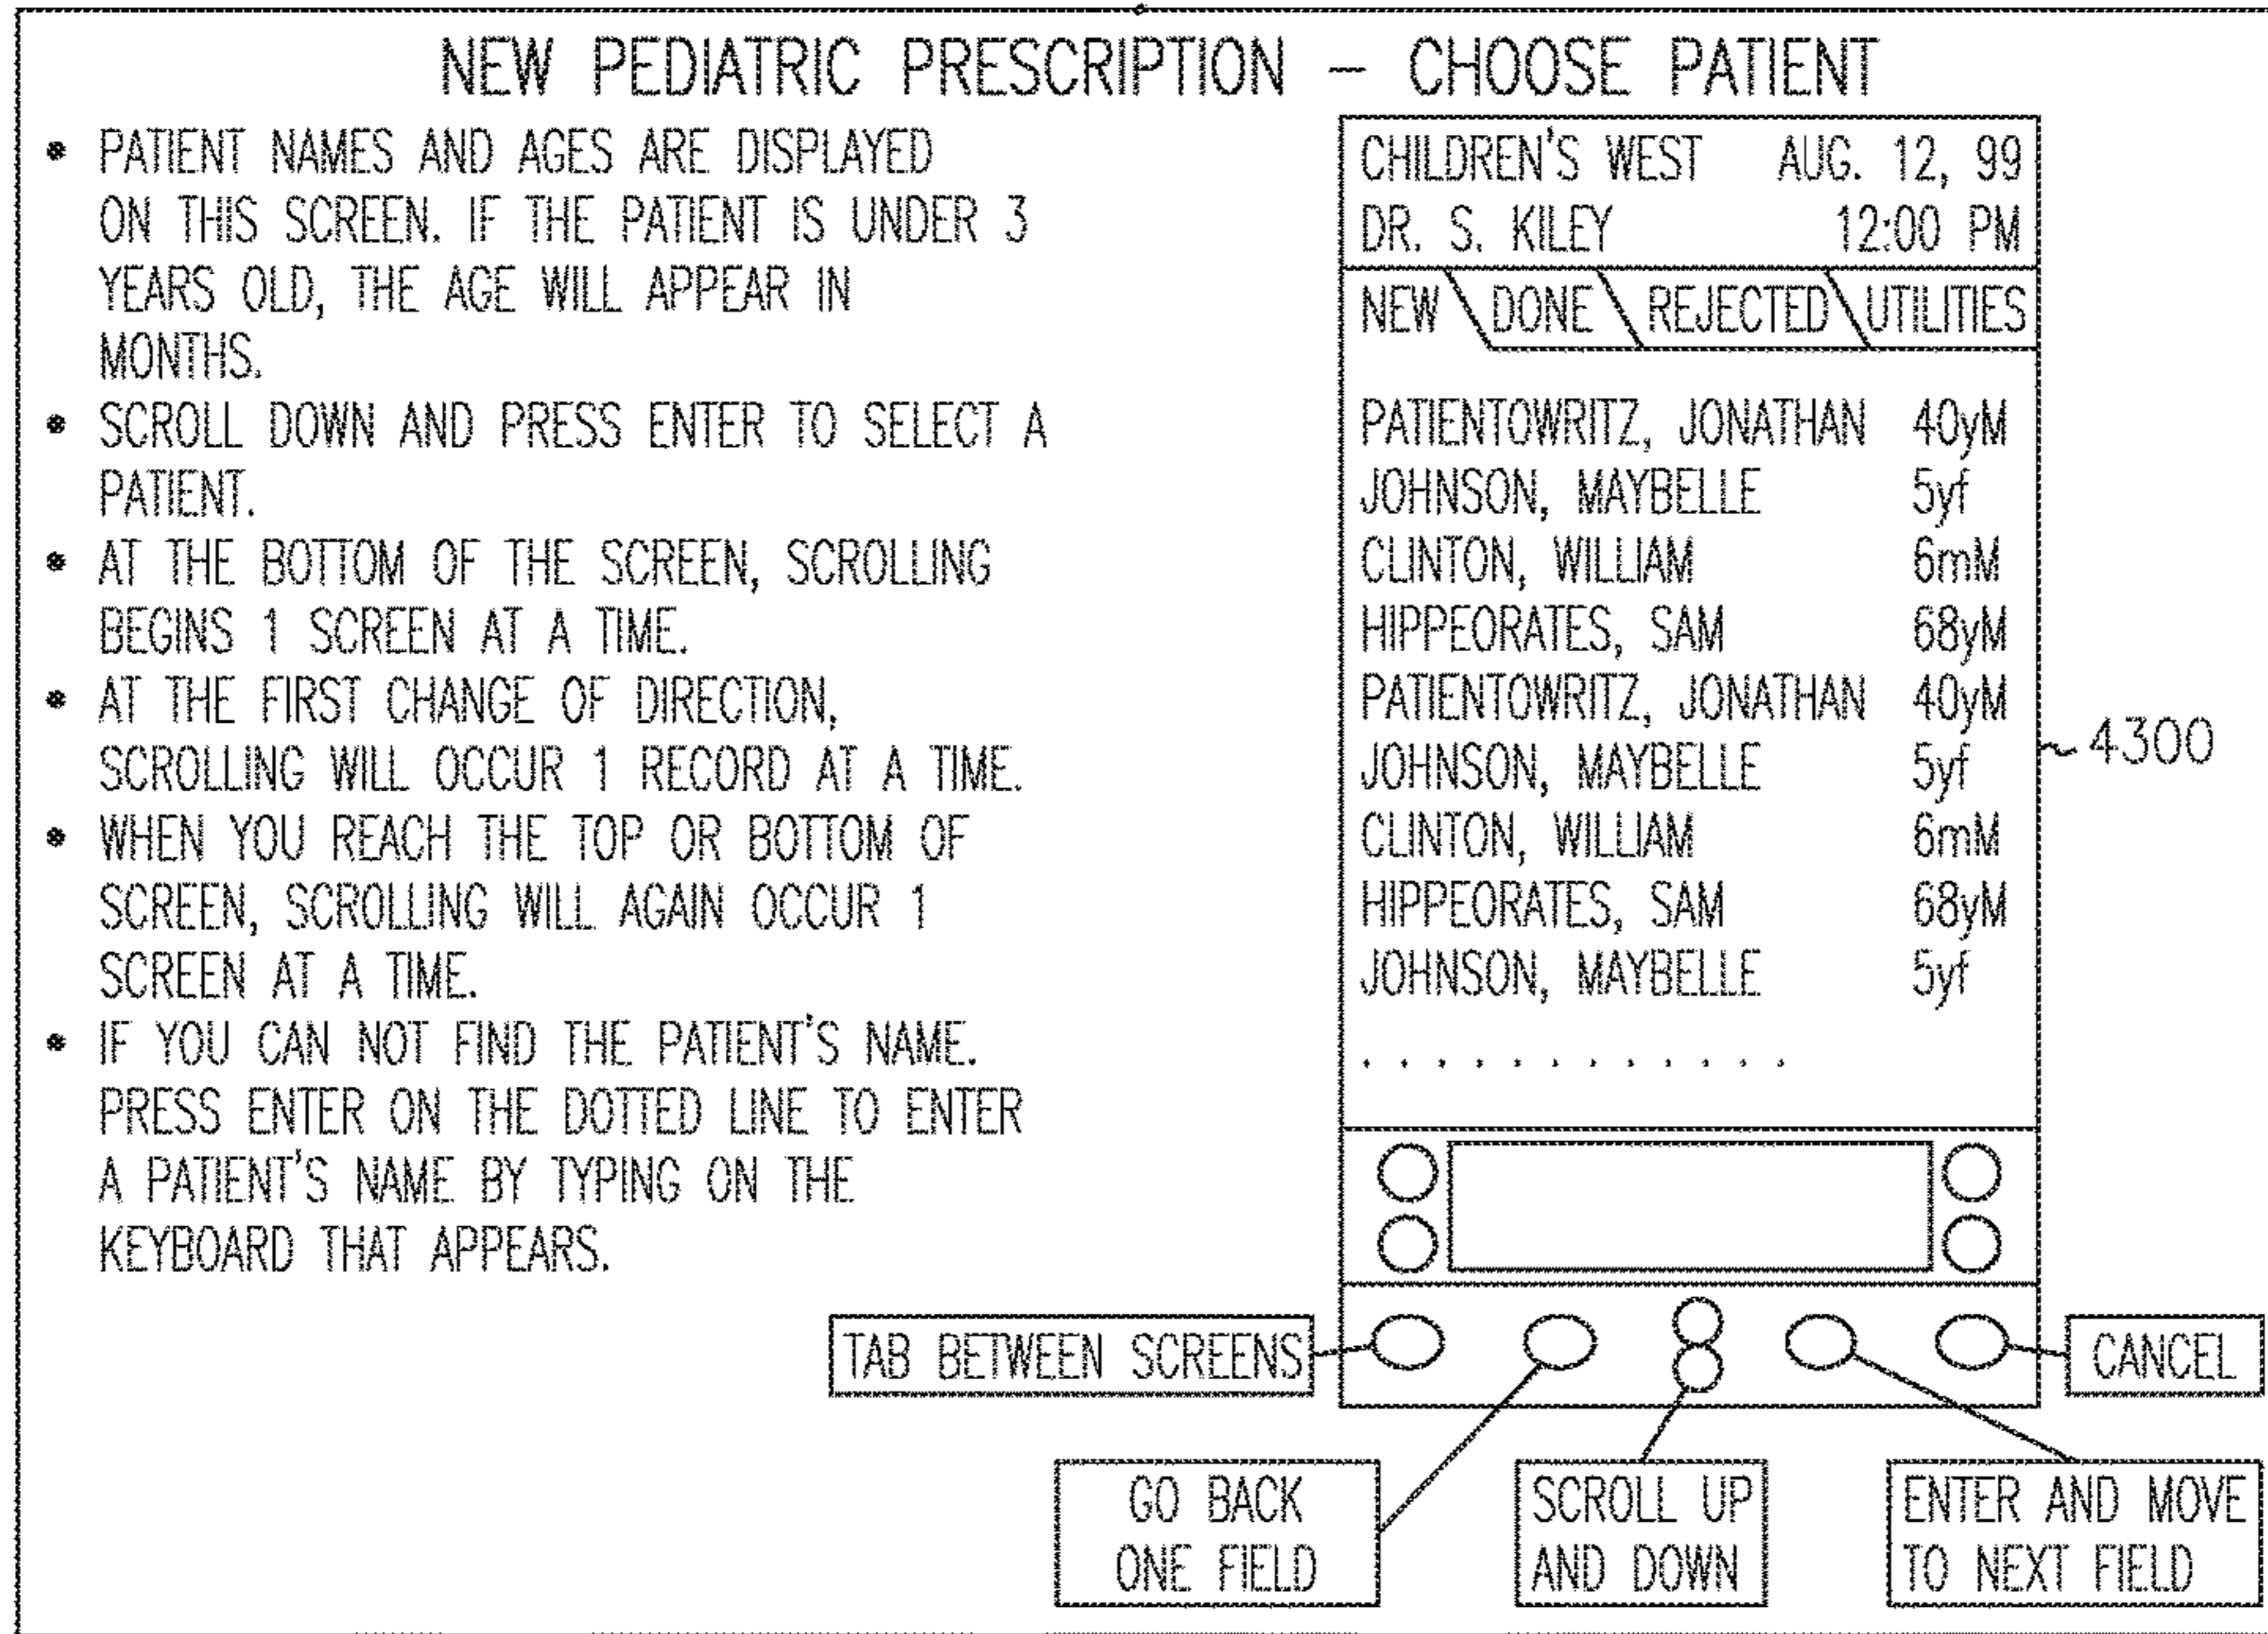 NEW PEDIATRIC PRESCRIPTION – CHOOSE PATIENT
• PATIENT NAMES AND AGES ARE DISPLAYED
ON THIS SCREEN. IF THE PATIENT IS UNDER 3
YEARS OLD, THE AGE WILL APPEAR IN
MONTHS.
• SCROLL DOWN AND PRESS ENTER TO SELECT A
PATIENT.
• AT THE BOTTOM OF THE SCREEN, SCROLLING
BEGINS 1 SCREEN AT A TIME.
• AT THE FIRST CHANGE OF DIRECTION,
SCROLLING WILL OCCUR 1 RECORD AT A TIME.
• WHEN YOU REACH THE TOP OR BOTTOM OF
SCREEN, SCROLLING WILL AGAIN OCCUR 1
SCREEN AT A TIME.
• IF YOU CAN NOT FIND THE PATIENT'S NAME.
PRESS ENTER ON THE DOTTED LINE TO ENTER
A PATIENT'S NAME BY TYPING ON THE
KEYBOARD THAT APPEARS.
CHILDREN'S WEST AUG. 12, 99
DR. S. KILEY 12:00 PM
NEW DONE REJECTED UTILITIES
PATIENTOWRITZ, JONATHAN 40yM
JOHNSON, MAYBELLE 5yf
CLINTON, WILLIAM 6mM
HIPPEORATES, SAM 68yM
PATIENTOWRITZ, JONATHAN 40yM
JOHNSON, MAYBELLE 5yf
CLINTON, WILLIAM 6mM
HIPPEORATES, SAM 68yM
JOHNSON, MAYBELLE 5yf
. . . . . . . . . . . .
4300
TAB BETWEEN SCREENS
CANCEL
GO BACK
ONE FIELD
SCROLL UP
AND DOWN
ENTER AND MOVE
TO NEXT FIELD